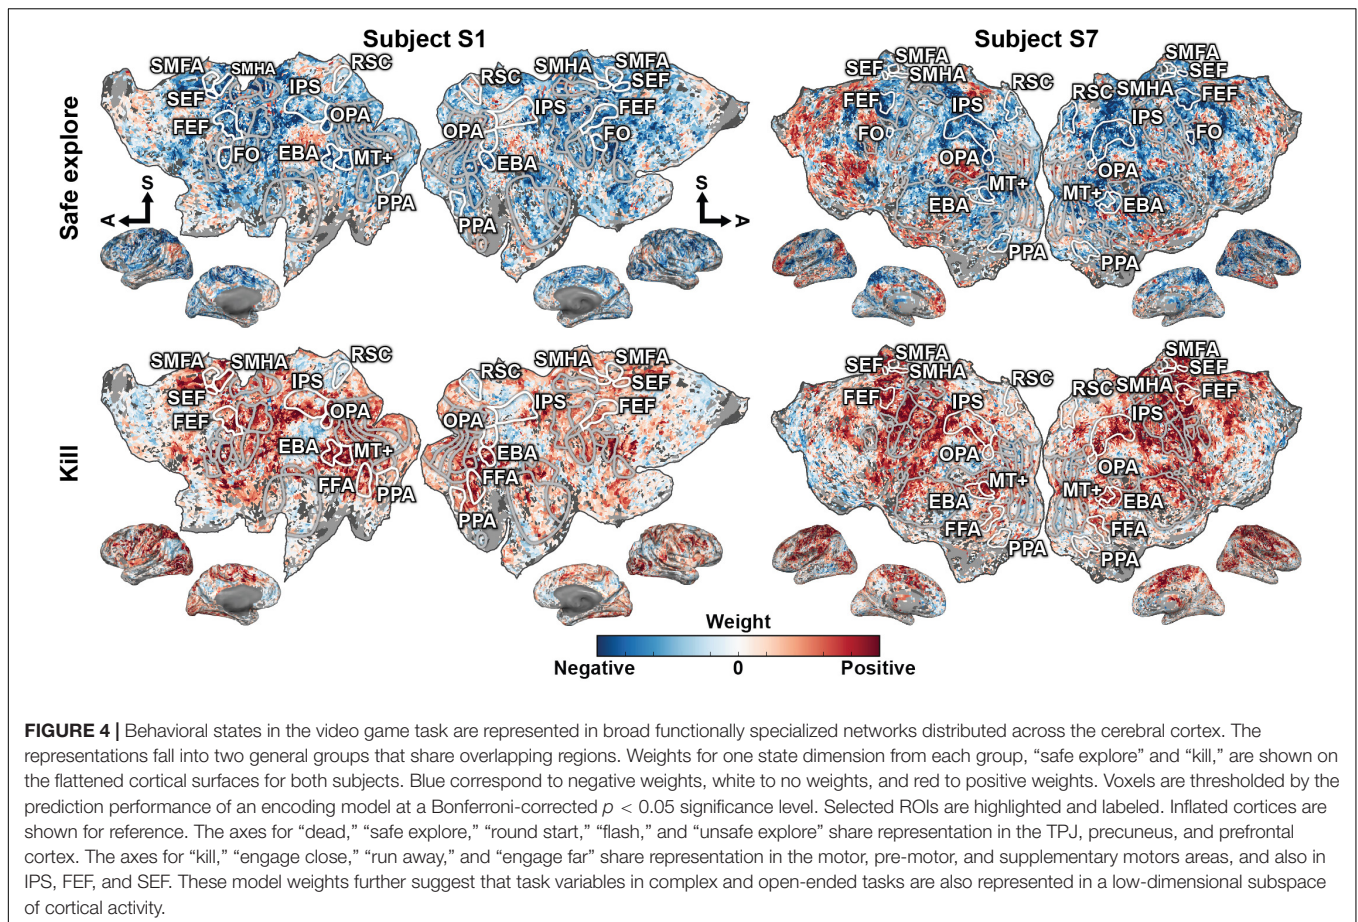 Subject S1
Subject S7
Safe explore
SMFA
SMHA
RSC
SEF
IPS
FEF
OPA
FO
EBA
MT+
PPA
S
A
RSC
SMHA
SMFA
SEF
IPS
FEF
OPA
FO
EBA
PPA
S
A
SEF
SMFA
SMHA
RSC
FEF
IPS
FO
OPA
MT+
EBA
PPA
SMFA
SEF
RSC
SMHA
FEF
IPS
FO
OPA
MT+
EBA
PPA
Kill
SMFA
SMHA
RSC
SEF
IPS
FEF
OPA
EBA
MT+
FFA
PPA
RSC
SMHA
SMFA
SEF
IPS
FEF
OPA
EBA
FFA
PPA
SEF
SMFA
SMHA
RSC
FEF
IPS
OPA
MT+
EBA
FFA
PPA
SMFA
SEF
RSC
SMHA
FEF
IPS
OPA
MT+
EBA
FFA
PPA
Weight
Negative 0 Positive
FIGURE 4 | Behavioral states in the video game task are represented in broad functionally specialized networks distributed across the cerebral cortex. The
representations fall into two general groups that share overlapping regions. Weights for one state dimension from each group, “safe explore” and “kill,” are shown on
the flattened cortical surfaces for both subjects. Blue correspond to negative weights, white to no weights, and red to positive weights. Voxels are thresholded by the
prediction performance of an encoding model at a Bonferroni-corrected p < 0.05 significance level. Selected ROIs are highlighted and labeled. Inflated cortices are
shown for reference. The axes for “dead,” “safe explore,” “round start,” “flash,” and “unsafe explore” share representation in the TPJ, precuneus, and prefrontal
cortex. The axes for “kill,” “engage close,” “run away,” and “engage far” share representation in the motor, pre-motor, and supplementary motors areas, and also in
IPS, FEF, and SEF. These model weights further suggest that task variables in complex and open-ended tasks are also represented in a low-dimensional subspace
of cortical activity.